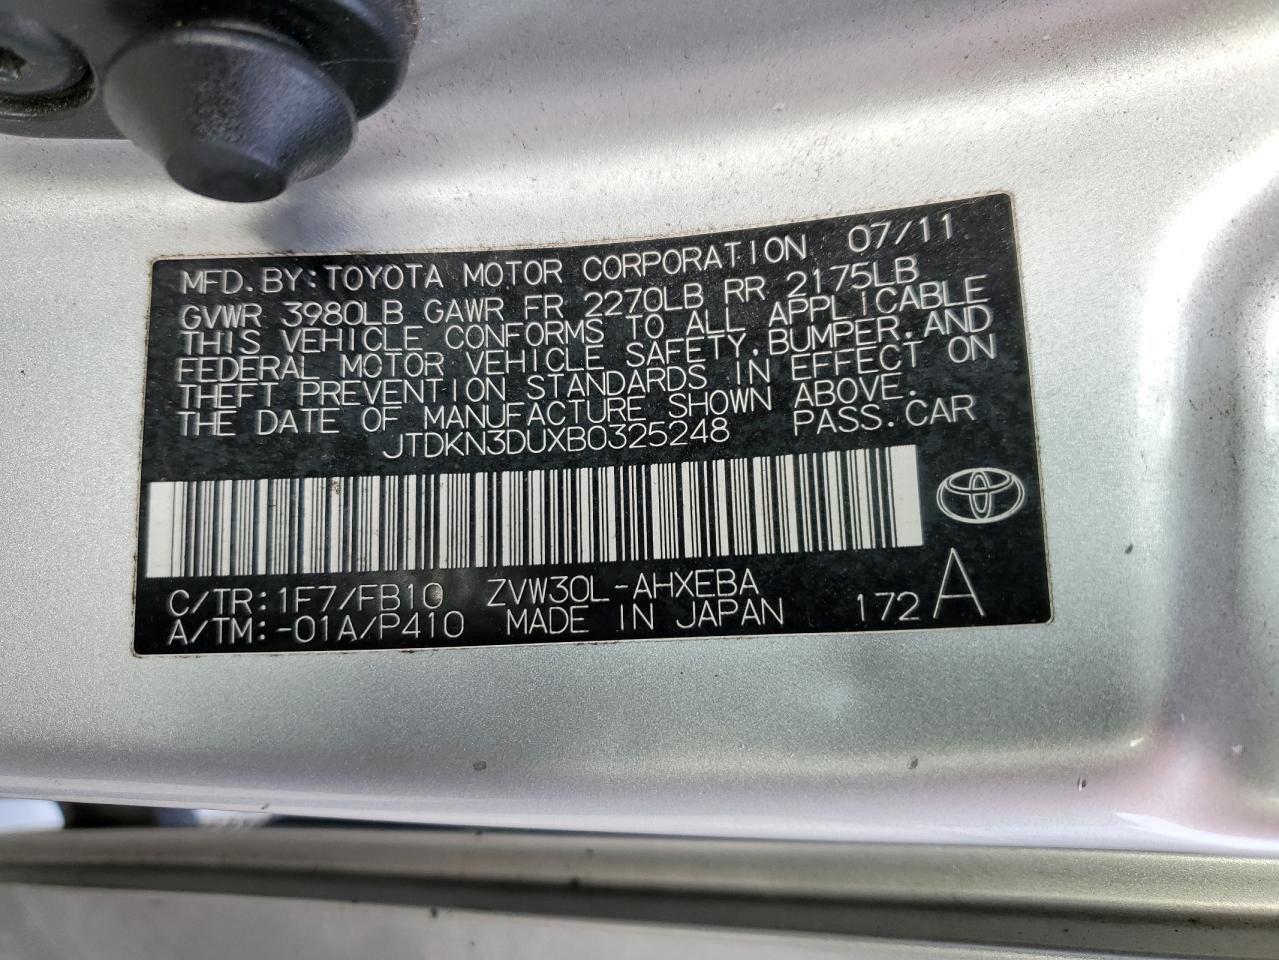 MFD. BY: TOYOTA MOTOR CORPORATION 07/11
GVWR 3980LB GAWR FR 2270LB RR 2175LB
THIS VEHICLE CONFORMS TO ALL APPLICABLE
FEDERAL MOTOR VEHICLE SAFETY, BUMPER, AND
THEFT PREVENTION STANDARDS IN EFFECT ON
THE DATE OF MANUFACTURE SHOWN ABOVE.
JTDKN3DUXB0325248 PASS. CAR
C/TR: 1F7/FB10 ZVW30L-AHXEBA
A/TM: -01A/P410 MADE IN JAPAN 172 A